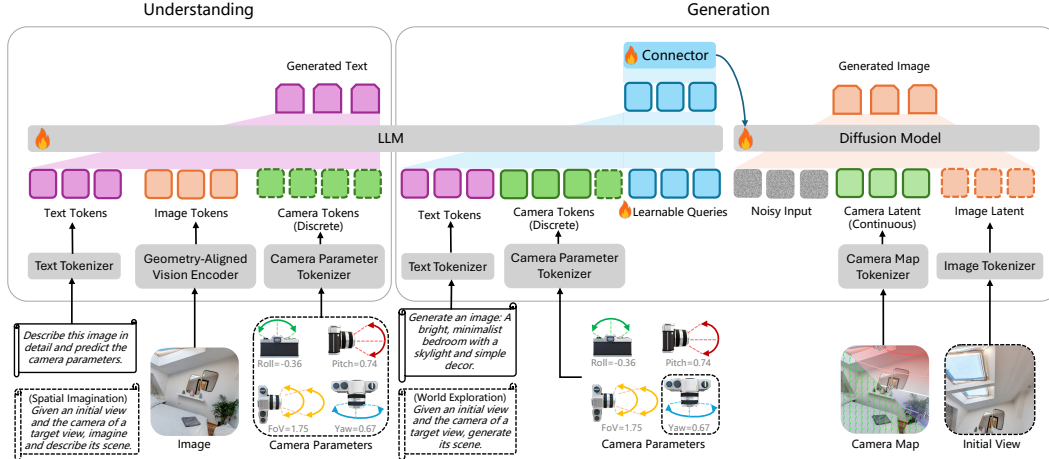 Understanding
Generation
Connector
Generated Text
Generated Image
LLM
Diffusion Model
Text Tokens
Image Tokens
Camera Tokens
(Discrete)
Text Tokens
Camera Tokens
(Discrete)
Learnable Queries
Noisy Input
Camera Latent
(Continuous)
Image Latent
Text Tokenizer
Geometry-Aligned
Vision Encoder
Camera Parameter
Tokenizer
Text Tokenizer
Camera Parameter
Tokenizer
Camera Map
Tokenizer
Image Tokenizer
Describe this image in
detail and predict the
camera parameters.
(Spatial Imagination)
Given an initial view
and the camera of a
target view, imagine
and describe its scene.
Image
Roll=-0.36
Pitch=0.74
FoV=1.75
Yaw=0.67
Camera Parameters
Generate an image: A
bright, minimalist
bedroom with a
skylight and simple
decor.
(World Exploration)
Given an initial view
and the camera of a
target view, generate
its scene.
Roll=-0.36
Pitch=0.74
FoV=1.75
Yaw=0.67
Camera Parameters
Camera Map
Initial View